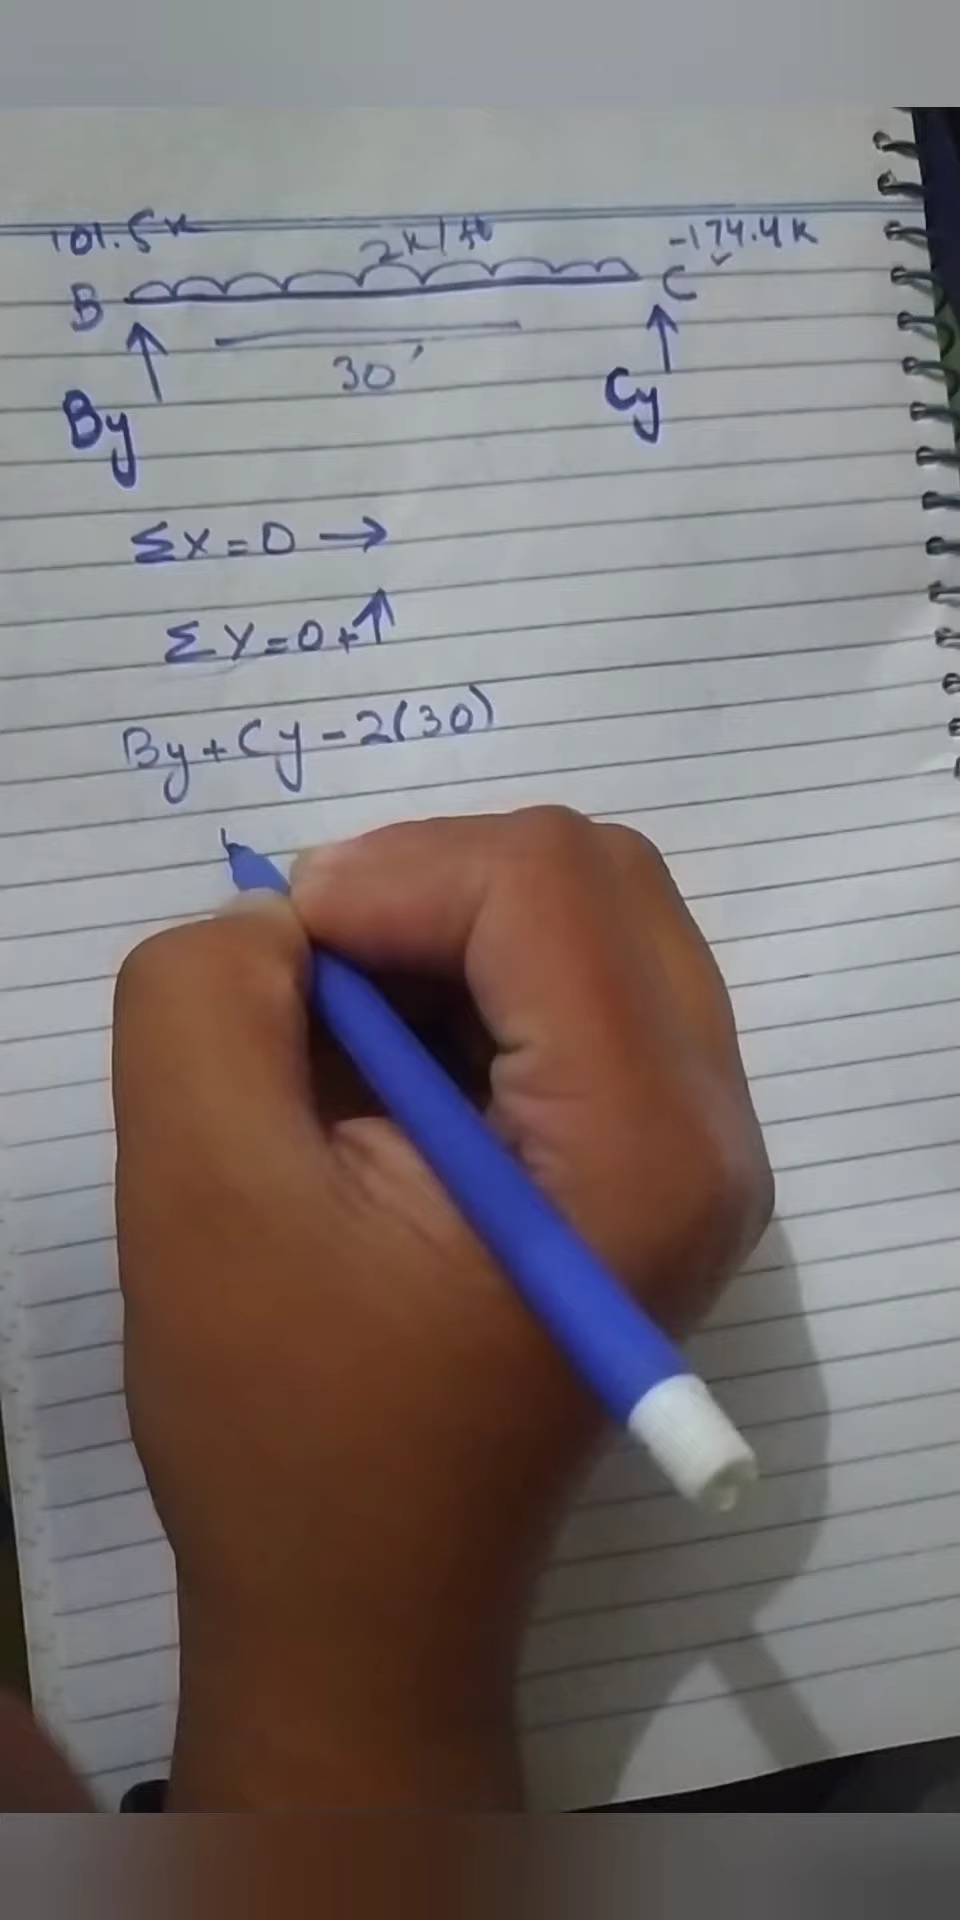 101.5k 2k/ft -174.4k
B C
30'
By Cy
ΣX=0 →
ΣY=0+↑
By+Cy-2(30)